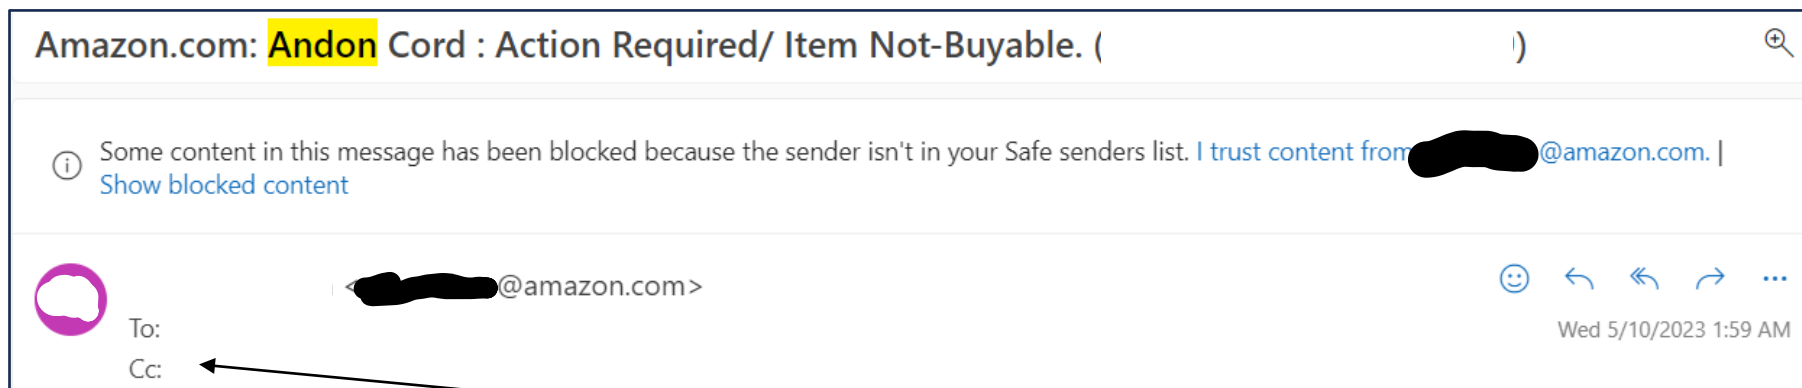 Amazon.com: Andon Cord : Action Required/ Item Not-Buyable. ( )
Some content in this message has been blocked because the sender isn't in your Safe senders list. I trust content from @amazon.com. |
Show blocked content
< @amazon.com>
To:
Wed 5/10/2023 1:59 AM
Cc: